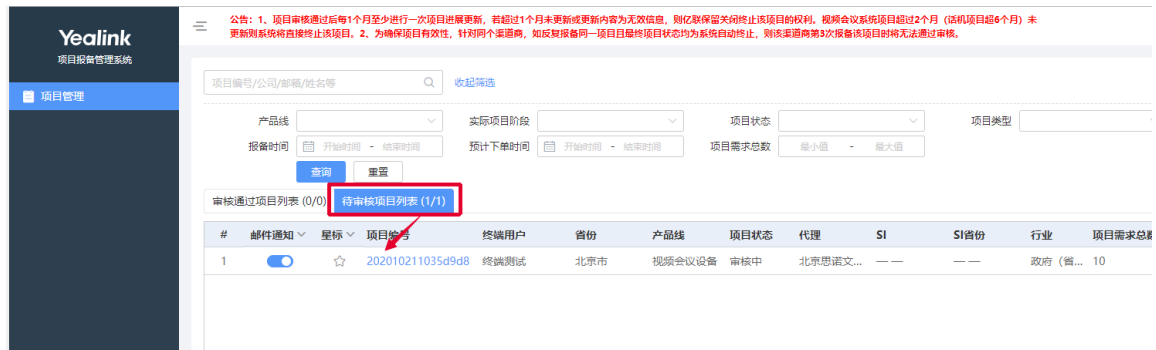 Yealink
项目报备管理系统
项目管理
公告：1、项目审核通过后每1个月至少进行一次项目进展更新，若超过1个月未更新或更新内容为无效信息，则亿联保留关闭终止该项目的权利。视频会议系统项目超过2个月（话机项目超6个月）未
更新则系统将直接终止该项目。2、为确保项目有效性，针对同个渠道商，如反复报备同一项目且最终项目状态均为系统自动终止，则该渠道商第3次报备该项目时将无法通过审核。
项目编号/公司/邮箱/姓名等 收起筛选
产品线 实际项目阶段 项目状态 项目类型
报备时间 开始时间 - 结束时间 预计下单时间 开始时间 - 结束时间 项目需求总数 最小值 - 最大值
查询 重置
审核通过项目列表 (0/0) 待审核项目列表 (1/1)
# 邮件通知 星标 项目编号 终端用户 省份 产品线 项目状态 代理 SI SI省份 行业 项目需求总数
1 202010211035d9d8 终端测试 北京市 视频会议设备 审核中 北京思诺文... —— —— 政府（省... 10